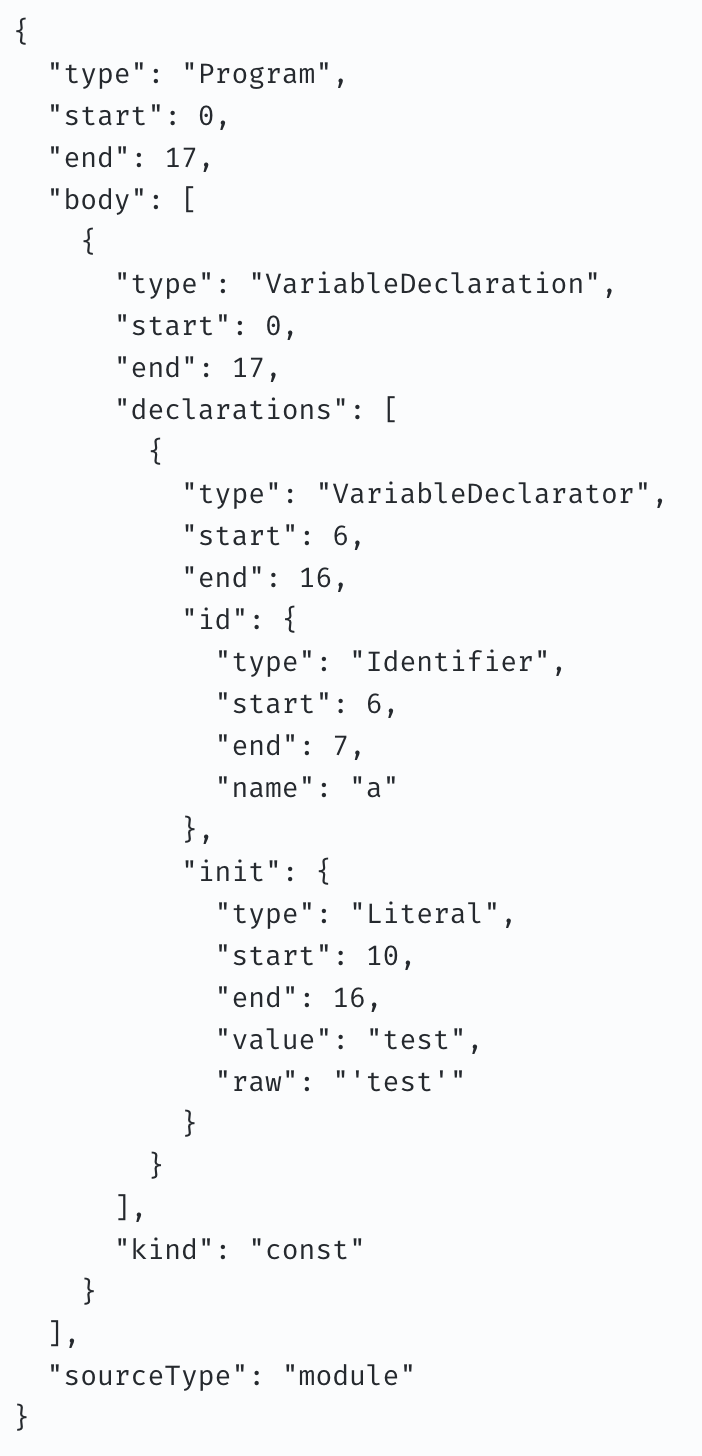 {
  "type": "Program",
  "start": 0,
  "end": 17,
  "body": [
    {
      "type": "VariableDeclaration",
      "start": 0,
      "end": 17,
      "declarations": [
        {
          "type": "VariableDeclarator",
          "start": 6,
          "end": 16,
          "id": {
            "type": "Identifier",
            "start": 6,
            "end": 7,
            "name": "a"
          },
          "init": {
            "type": "Literal",
            "start": 10,
            "end": 16,
            "value": "test",
            "raw": "'test'"
          }
        }
      ],
      "kind": "const"
    }
  ],
  "sourceType": "module"
}